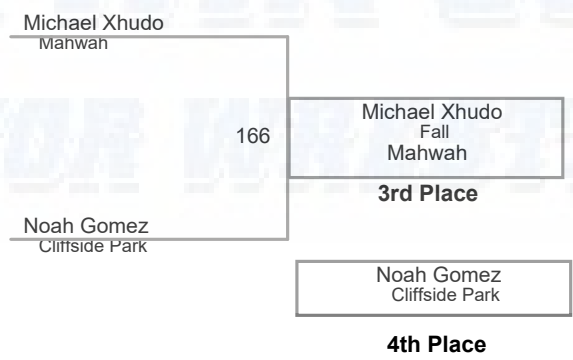 Michael Xhudo
Mahwah
166
Michael Xhudo
Fall
Mahwah
3rd Place
Noah Gomez
Cliffside Park
Noah Gomez
Cliffside Park
4th Place